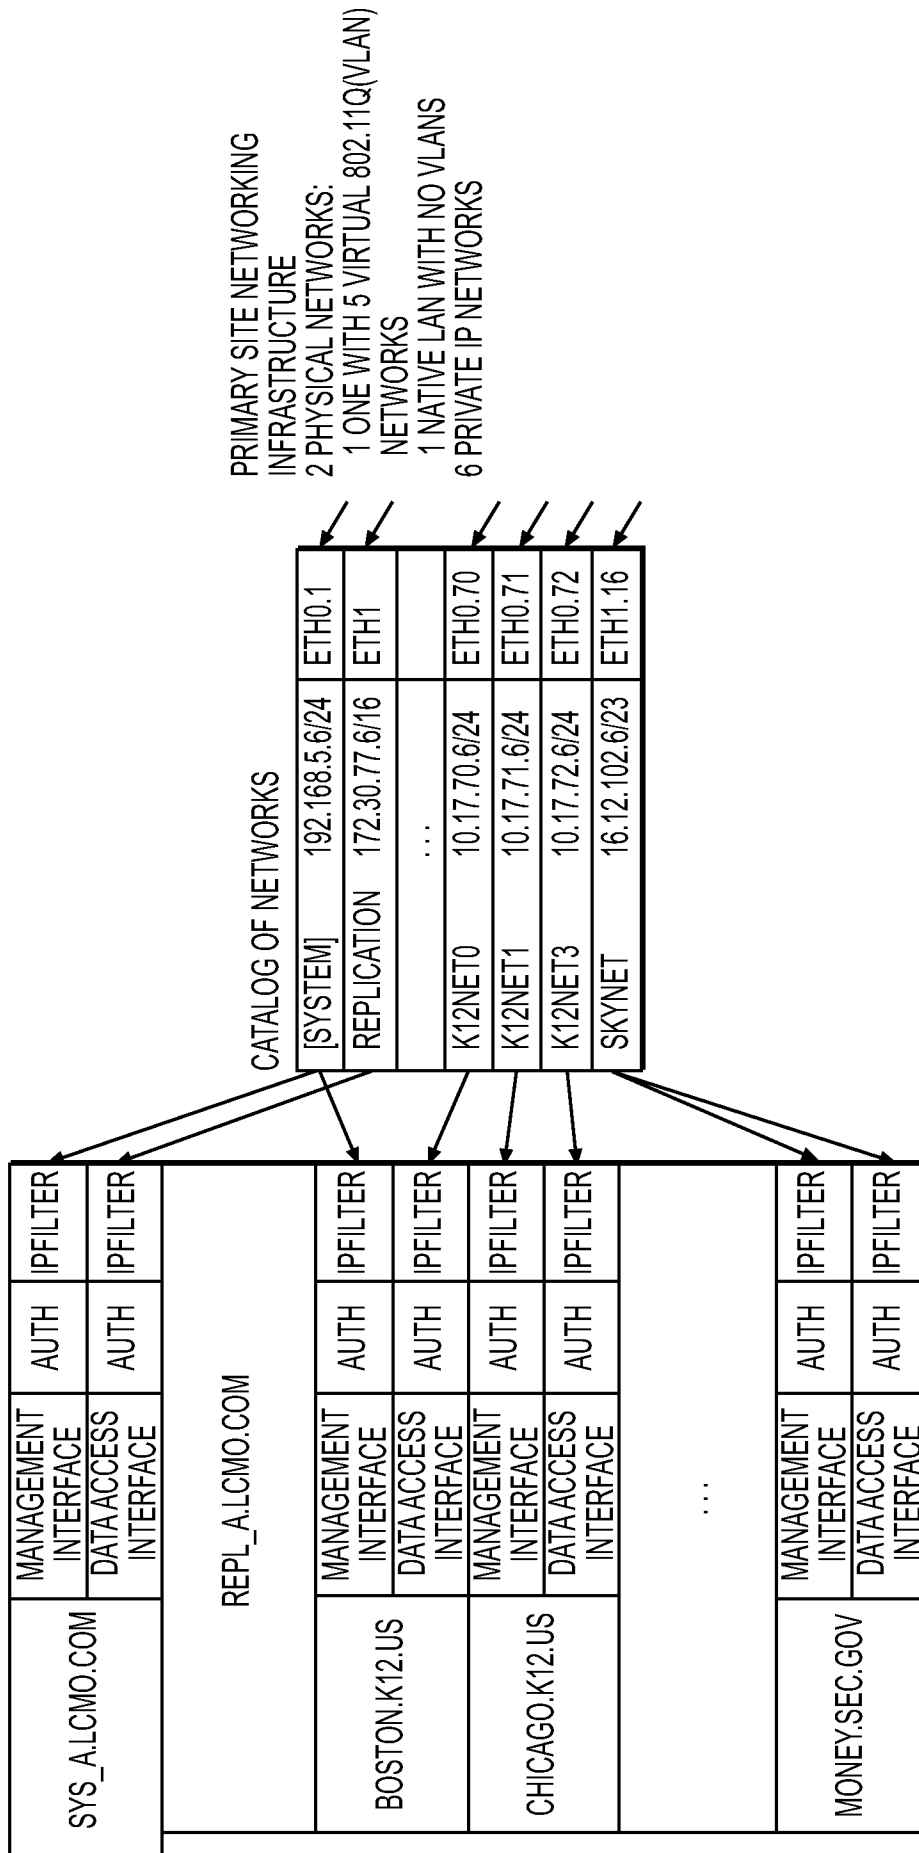 SYS_A.LCMO.COM
MANAGEMENT
INTERFACE
AUTH
IPFILTER
DATA ACCESS
INTERFACE
AUTH
IPFILTER
REPL_A.LCMO.COM
BOSTON.K12.US
MANAGEMENT
INTERFACE
AUTH
IPFILTER
DATA ACCESS
INTERFACE
AUTH
IPFILTER
CHICAGO.K12.US
MANAGEMENT
INTERFACE
AUTH
IPFILTER
DATA ACCESS
INTERFACE
AUTH
IPFILTER
...
MONEY.SEC.GOV
MANAGEMENT
INTERFACE
AUTH
IPFILTER
DATA ACCESS
INTERFACE
AUTH
IPFILTER
CATALOG OF NETWORKS
[SYSTEM] 192.168.5.6/24 ETH0.1
REPLICATION 172.30.77.6/16 ETH1
...
K12NET0 10.17.70.6/24 ETH0.70
K12NET1 10.17.71.6/24 ETH0.71
K12NET3 10.17.72.6/24 ETH0.72
SKYNET 16.12.102.6/23 ETH1.16
PRIMARY SITE NETWORKING
INFRASTRUCTURE
2 PHYSICAL NETWORKS:
1 ONE WITH 5 VIRTUAL 802.11Q(VLAN)
NETWORKS
1 NATIVE LAN WITH NO VLANS
6 PRIVATE IP NETWORKS